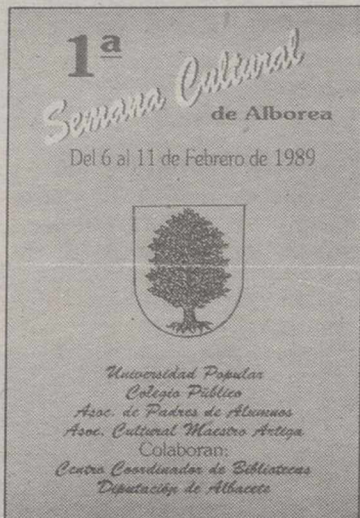 1ª
Semana Cultural
de Alborea
Del 6 al 11 de Febrero de 1989
Universidad Popular
Colegio Público
Asoc. de Padres de Alumnos
Asoc. Cultural Maestro Artiga
Colaboran:
Centro Coordinador de Bibliotecas
Diputación de Albacete